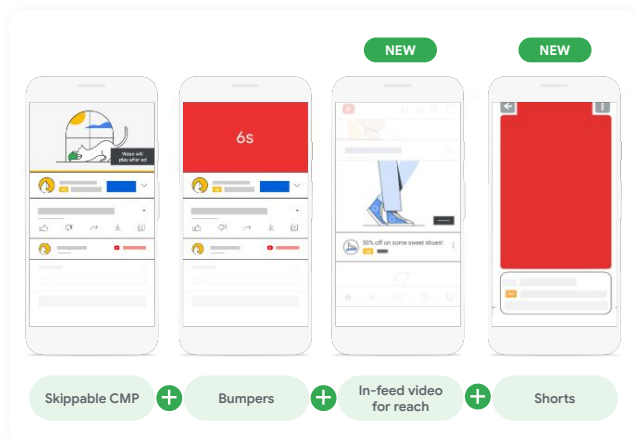 NEW
NEW
Video will
play after ad
6s
50% off on some sweet shoes!
Ad
Skippable CMP
+
Bumpers
+
In-feed video
for reach
+
Shorts